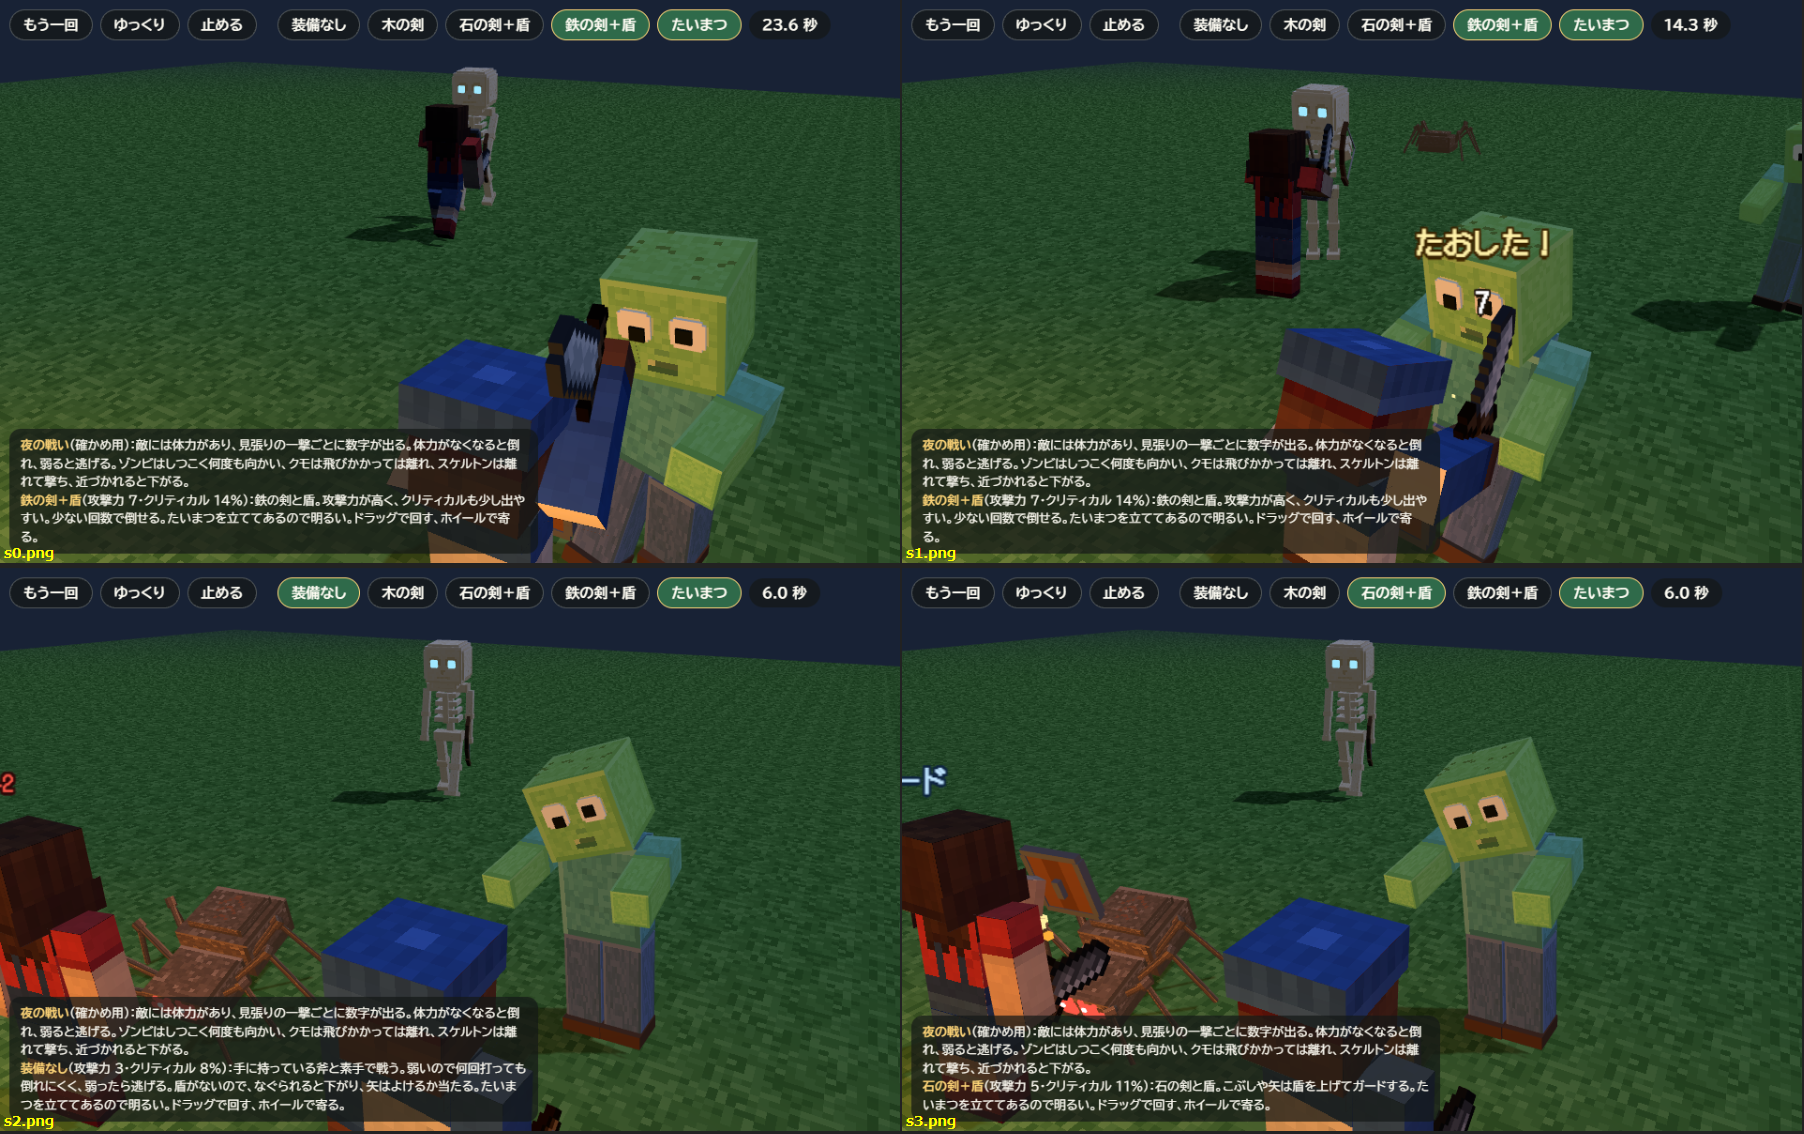 もう一回 ゆっくり 止める 装備なし 木の剣 石の剣＋盾 鉄の剣＋盾 たいまつ 23.6 秒
夜の戦い(確かめ用)：敵には体力があり、見張りの一撃ごとに数字が出る。体力がなくなると倒
れ、弱ると逃げる。ゾンビはしつこく何度も向かい、クモは飛びかかっては離れ、スケルトンは離
れて撃ち、近づかれると下がる。
鉄の剣＋盾(攻撃力 7・クリティカル 14%)：鉄の剣と盾。攻撃力が高く、クリティカルも少し出や
すい。少ない回数で倒せる。たいまつを立ててあるので明るい。ドラッグで回す、ホイールで寄
る。
s0.png
もう一回 ゆっくり 止める 装備なし 木の剣 石の剣＋盾 鉄の剣＋盾 たいまつ 14.3 秒
たおした！
7
夜の戦い(確かめ用)：敵には体力があり、見張りの一撃ごとに数字が出る。体力がなくなると倒
れ、弱ると逃げる。ゾンビはしつこく何度も向かい、クモは飛びかかっては離れ、スケルトンは離
れて撃ち、近づかれると下がる。
鉄の剣＋盾(攻撃力 7・クリティカル 14%)：鉄の剣と盾。攻撃力が高く、クリティカルも少し出や
すい。少ない回数で倒せる。たいまつを立ててあるので明るい。ドラッグで回す、ホイールで寄
る。
s1.png
もう一回 ゆっくり 止める 装備なし 木の剣 石の剣＋盾 鉄の剣＋盾 たいまつ 6.0 秒
2
夜の戦い(確かめ用)：敵には体力があり、見張りの一撃ごとに数字が出る。体力がなくなると倒
れ、弱ると逃げる。ゾンビはしつこく何度も向かい、クモは飛びかかっては離れ、スケルトンは離
れて撃ち、近づかれると下がる。
装備なし(攻撃力 3・クリティカル 8%)：手に持っている斧と素手で戦う。弱いので何回打っても
倒れにくく、弱ったら逃げる。盾がないので、なぐられると下がり、矢はよけるか当たる。たいま
つを立ててあるので明るい。ドラッグで回す、ホイールで寄る。
s2.png
もう一回 ゆっくり 止める 装備なし 木の剣 石の剣＋盾 鉄の剣＋盾 たいまつ 6.0 秒
ード
夜の戦い(確かめ用)：敵には体力があり、見張りの一撃ごとに数字が出る。体力がなくなると倒
れ、弱ると逃げる。ゾンビはしつこく何度も向かい、クモは飛びかかっては離れ、スケルトンは離
れて撃ち、近づかれると下がる。
石の剣＋盾(攻撃力 5・クリティカル 11%)：石の剣と盾。こぶしや矢は盾を上げてガードする。た
いまつを立ててあるので明るい。ドラッグで回す、ホイールで寄る。
s3.png